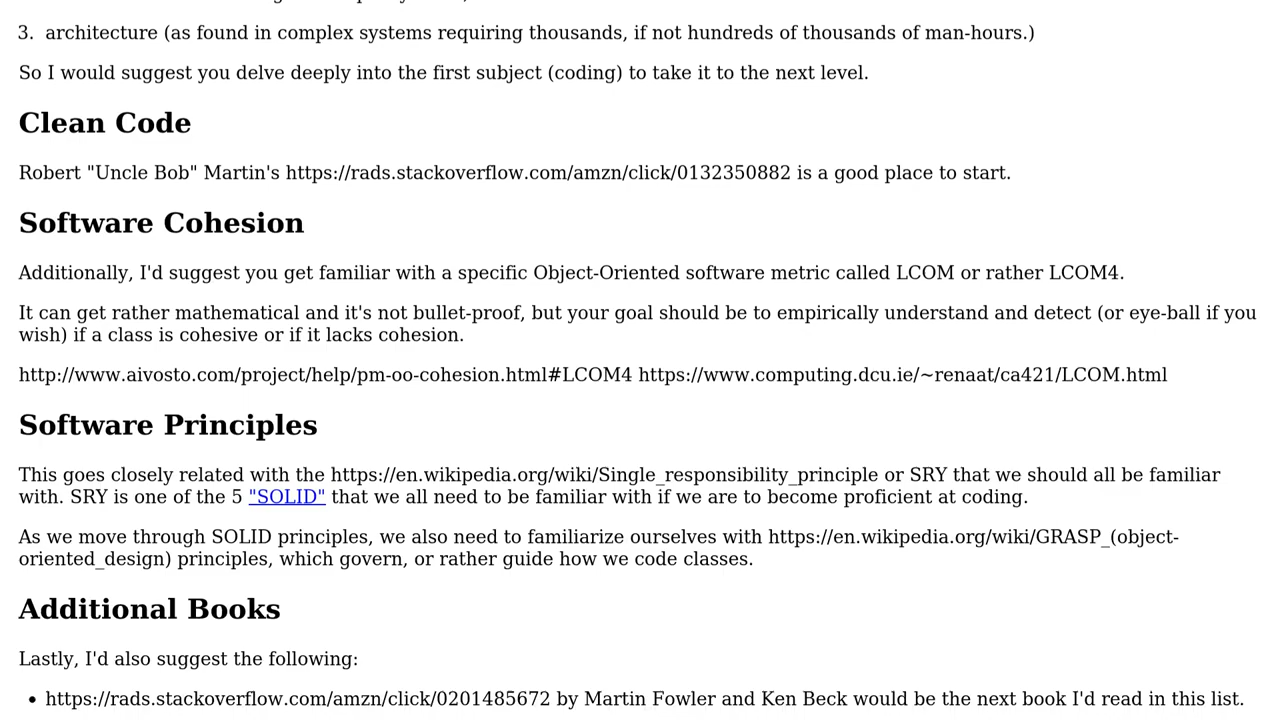 3. architecture (as found in complex systems requiring thousands, if not hundreds of thousands of man-hours.)
So I would suggest you delve deeply into the first subject (coding) to take it to the next level.
Clean Code
Robert "Uncle Bob" Martin's https://rads.stackoverflow.com/amzn/click/0132350882 is a good place to start.
Software Cohesion
Additionally, I'd suggest you get familiar with a specific Object-Oriented software metric called LCOM or rather LCOM4.
It can get rather mathematical and it's not bullet-proof, but your goal should be to empirically understand and detect (or eye-ball if you
wish) if a class is cohesive or if it lacks cohesion.
http://www.aivosto.com/project/help/pm-oo-cohesion.html#LCOM4 https://www.computing.dcu.ie/~renaat/ca421/LCOM.html
Software Principles
This goes closely related with the https://en.wikipedia.org/wiki/Single_responsibility_principle or SRY that we should all be familiar
with. SRY is one of the 5 "SOLID" that we all need to be familiar with if we are to become proficient at coding.
As we move through SOLID principles, we also need to familiarize ourselves with https://en.wikipedia.org/wiki/GRASP_(object-
oriented_design) principles, which govern, or rather guide how we code classes.
Additional Books
Lastly, I'd also suggest the following:
• https://rads.stackoverflow.com/amzn/click/0201485672 by Martin Fowler and Ken Beck would be the next book I'd read in this list.